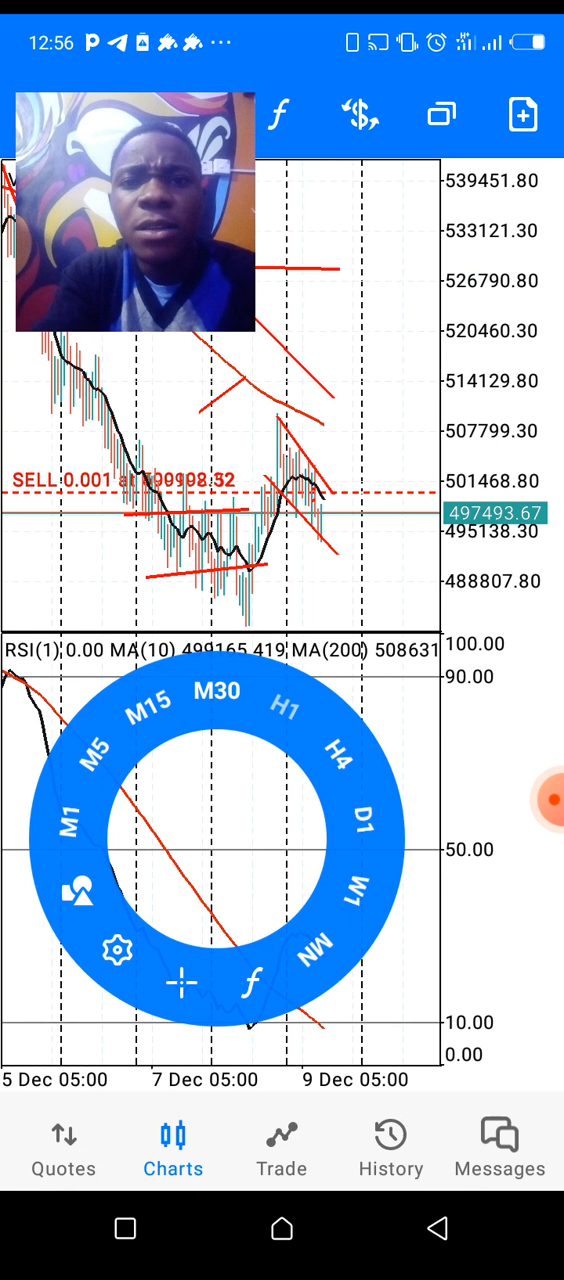 12:56
539451.80
533121.30
526790.80
520460.30
514129.80
507799.30
501468.80
SELL 0.001 at
497493.67
495138.30
488807.80
RSI(1) 0.00 MA(10) 499165.419 MA(200) 508631
100.00
90.00
M30
M15
H1
M5
H4
M1
D1
50.00
W1
MN
10.00
0.00
5 Dec 05:00 7 Dec 05:00 9 Dec 05:00
Quotes Charts Trade History Messages